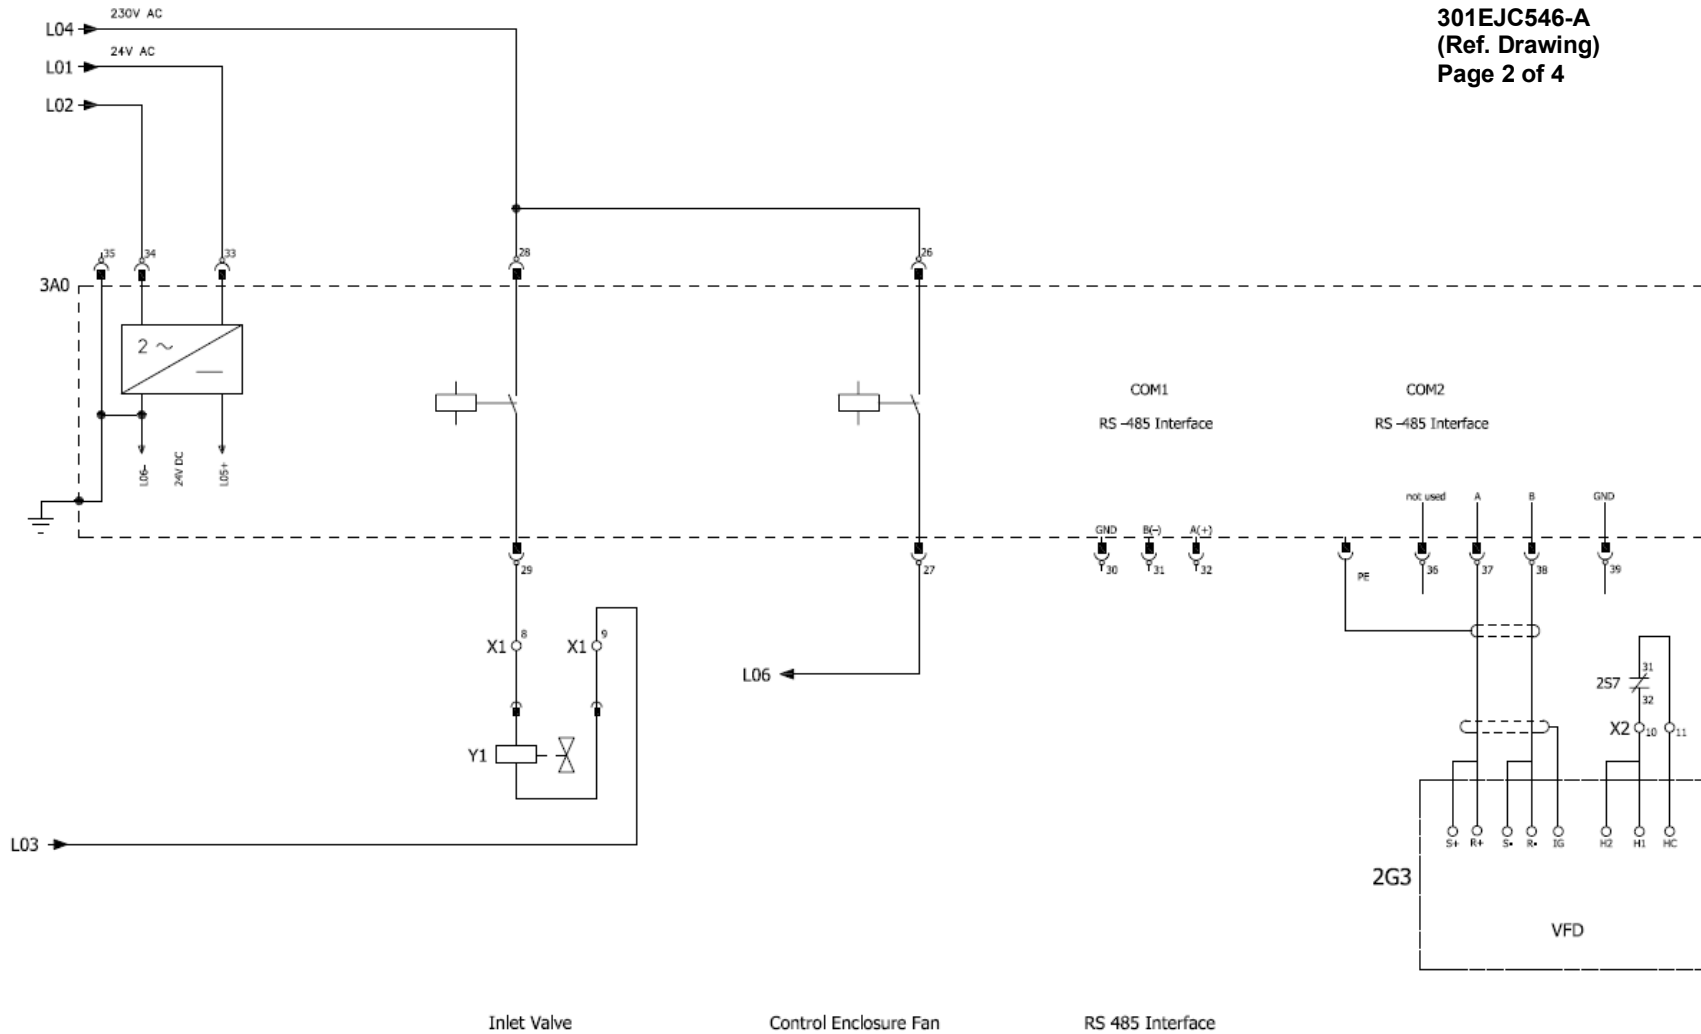 301EJC546-A
(Ref. Drawing)
Page 2 of 4
230V AC
L04
24V AC
L01
L02
35
34
33
28
26
3A0
2 ~
COM1
RS -485 Interface
COM2
RS -485 Interface
L06-
24V DC
L05+
not used
A
B
GND
GND
B(-)
A(+)
29
27
30
31
32
PE
36
37
38
39
X1
8
X1
9
L06
2S7
31
32
X2
10
11
Y1
L03
S+
R+
S-
R-
IG
H2
H1
HC
2G3
VFD
Inlet Valve
Control Enclosure Fan
RS 485 Interface